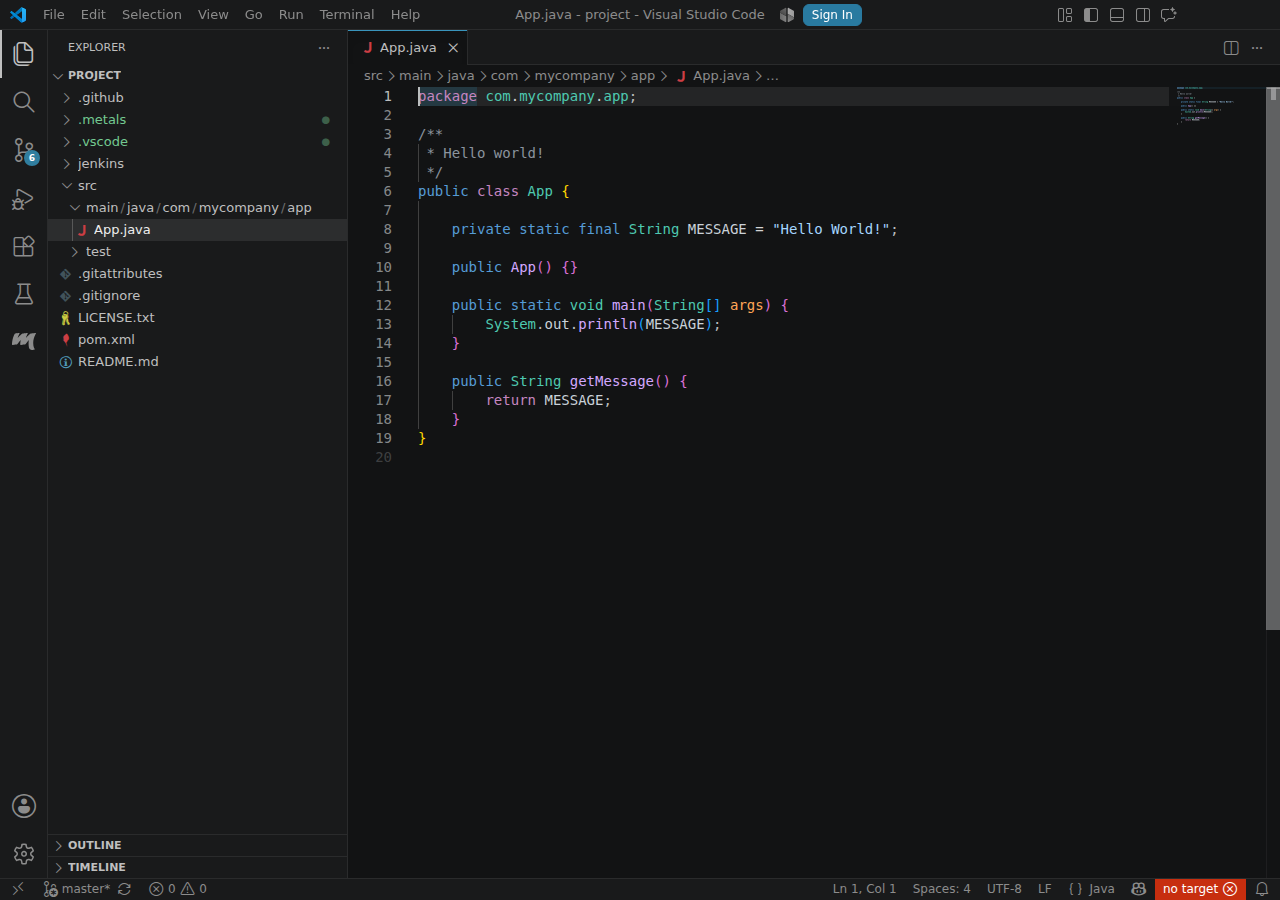 File Edit Selection View Go Run Terminal Help App.java - project - Visual Studio Code Sign In
EXPLORER
PROJECT
.github
.metals
.vscode
6
jenkins
src
main/java/com/mycompany/app
App.java
test
.gitattributes
.gitignore
LICENSE.txt
pom.xml
README.md
OUTLINE
TIMELINE
App.java
src > main > java > com > mycompany > app > App.java > ...
1 package com.mycompany.app;
2
3 /**
4  * Hello world!
5  */
6 public class App {
7
8     private static final String MESSAGE = "Hello World!";
9
10     public App() {}
11
12     public static void main(String[] args) {
13         System.out.println(MESSAGE);
14     }
15
16     public String getMessage() {
17         return MESSAGE;
18     }
19 }
20
master* 0 0 Ln 1, Col 1 Spaces: 4 UTF-8 LF {} Java no target